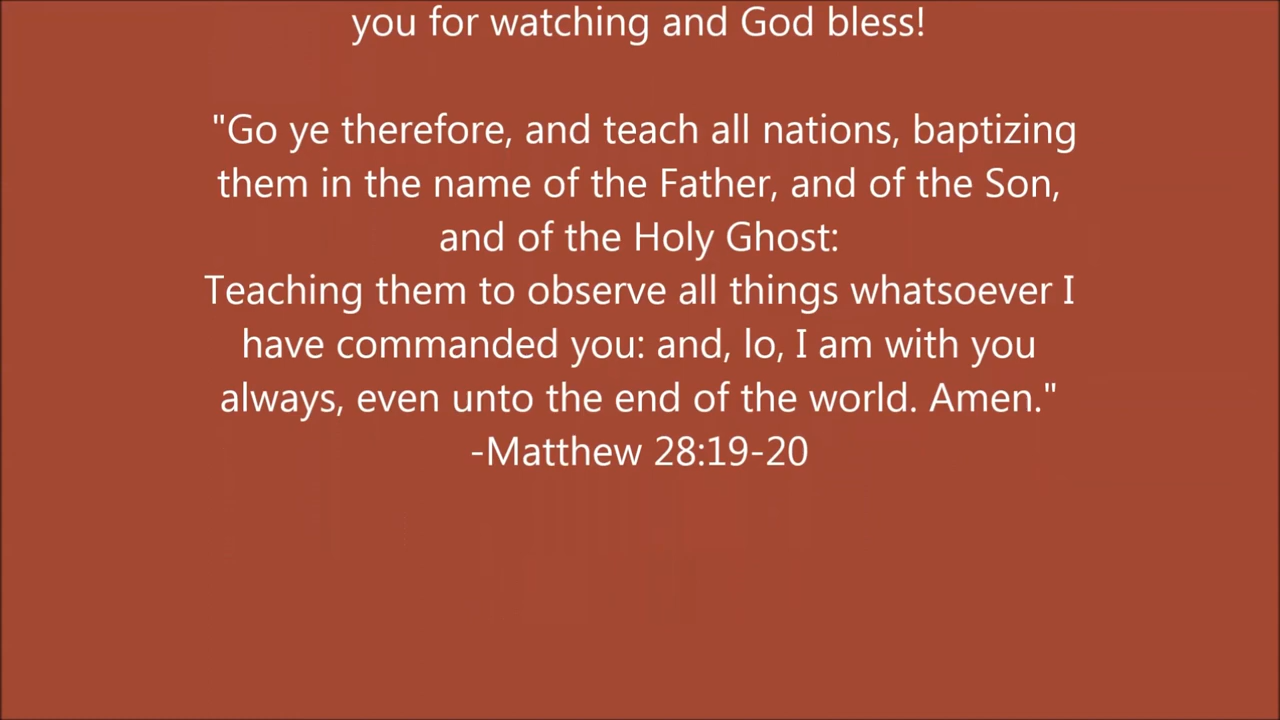 you for watching and God bless!
"Go ye therefore, and teach all nations, baptizing
them in the name of the Father, and of the Son,
and of the Holy Ghost:
Teaching them to observe all things whatsoever I
have commanded you: and, lo, I am with you
always, even unto the end of the world. Amen."
-Matthew 28:19-20